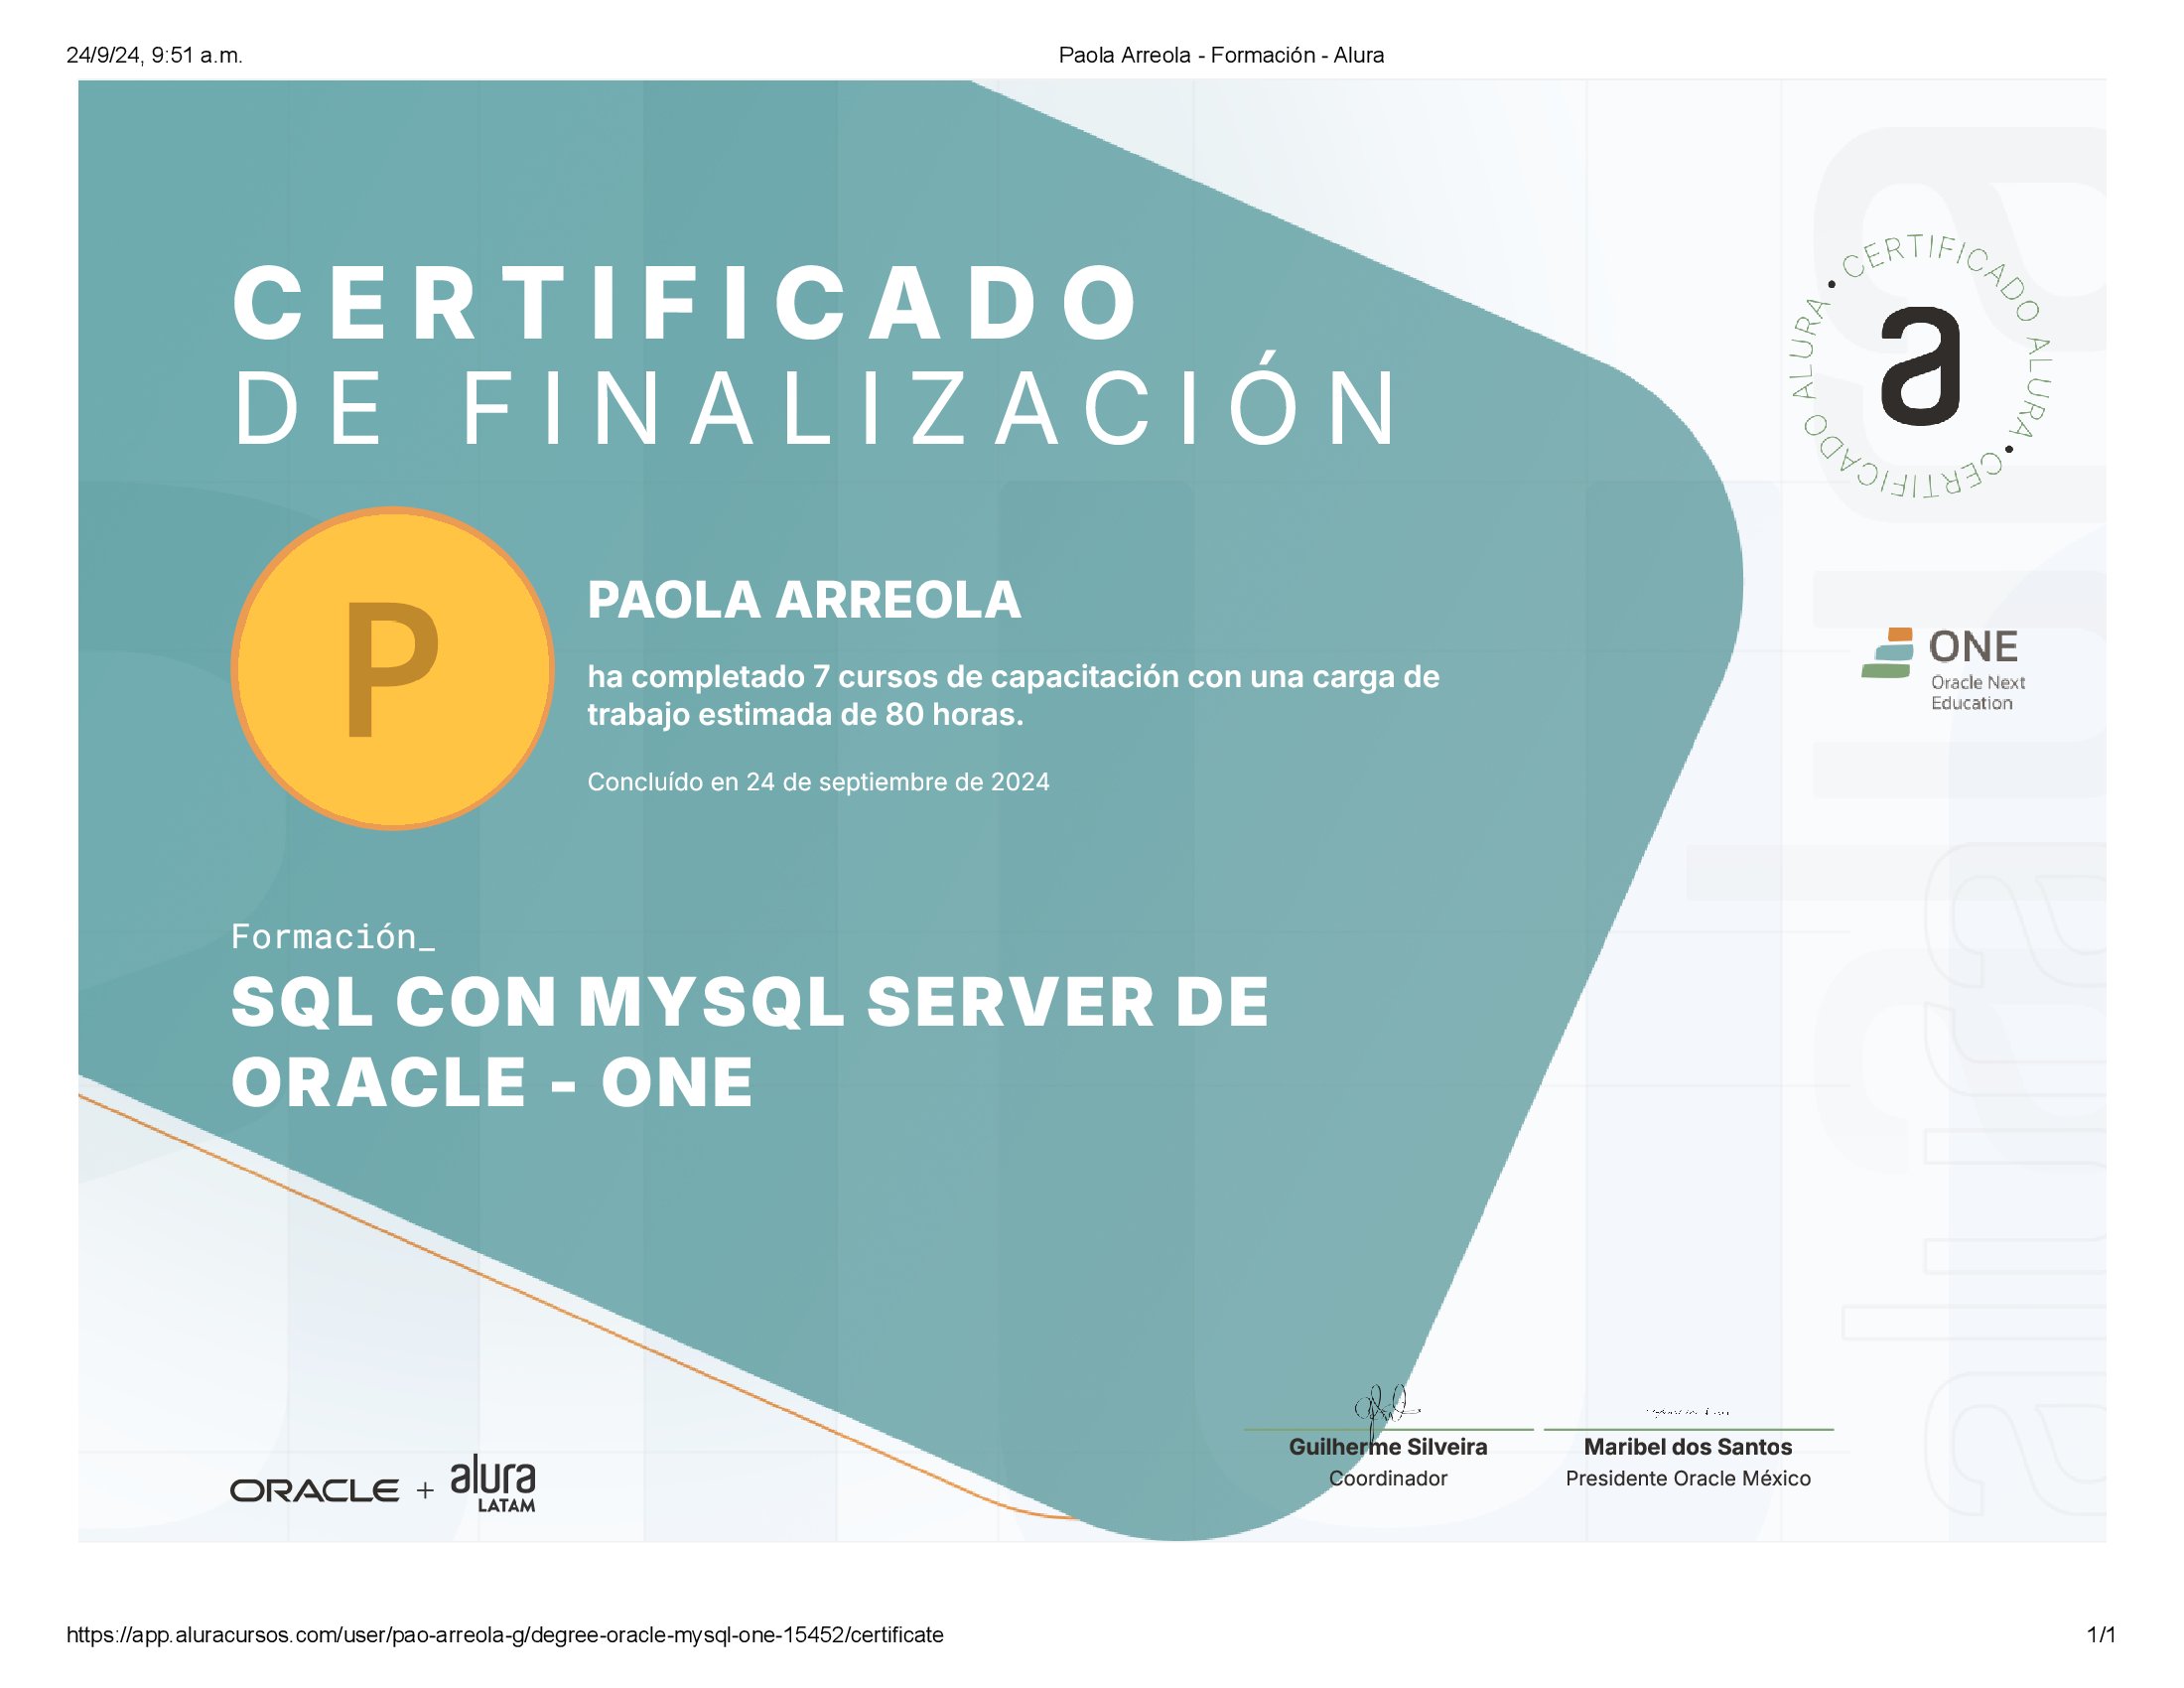 24/9/24, 9:51 a.m.
Paola Arreola - Formación - Alura
CERTIFICADO
DE FINALIZACIÓN
CERTIFICADO ALURA • CERTIFICADO ALURA •
a
P
PAOLA ARREOLA
ha completado 7 cursos de capacitación con una carga de
trabajo estimada de 80 horas.
Concluído en 24 de septiembre de 2024
ONE
Oracle Next
Education
Formación_
SQL CON MYSQL SERVER DE
ORACLE - ONE
alura
Guilherme Silveira
Coordinador
Maribel dos Santos
Presidente Oracle México
ORACLE + alura
LATAM
https://app.aluracursos.com/user/pao-arreola-g/degree-oracle-mysql-one-15452/certificate
1/1